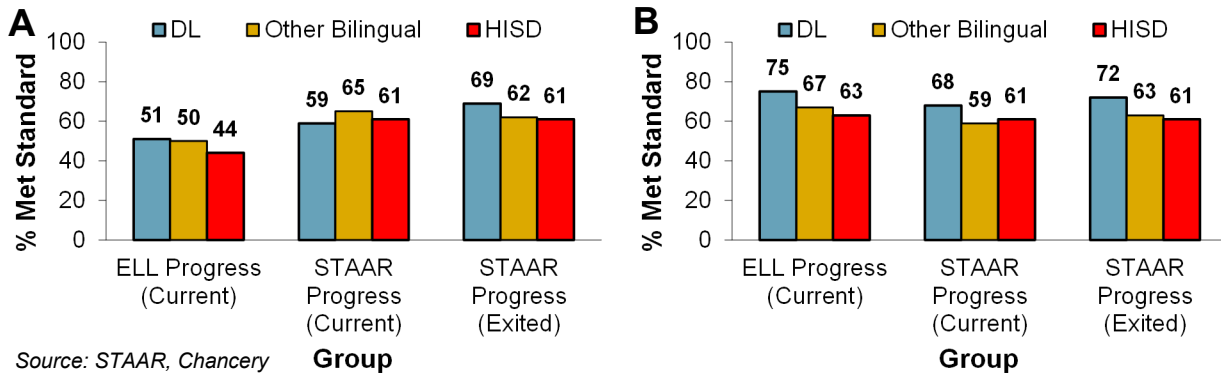 A
DL Other Bilingual HISD
% Met Standard
100
80
60
40
20
0
51 50 44
59 65 61
69 62 61
ELL Progress
(Current)
STAAR
Progress
(Current)
STAAR
Progress
(Exited)
Group
Source: STAAR, Chancery
B
DL Other Bilingual HISD
% Met Standard
100
80
60
40
20
0
75 67 63
68 59 61
72 63 61
ELL Progress
(Current)
STAAR
Progress
(Current)
STAAR
Progress
(Exited)
Group